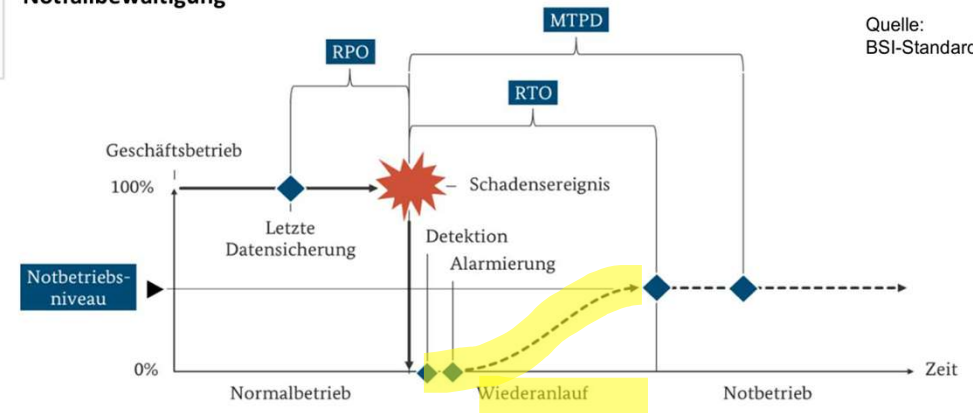 Notfallbewältigung
MTPD
Quelle:
BSI-Standard
RPO
RTO
Geschäftsbetrieb
100%
Schadensereignis
Letzte
Datensicherung
Detektion
Alarmierung
Notbetriebs-
niveau
0%
Zeit
Normalbetrieb
Wiederanlauf
Notbetrieb